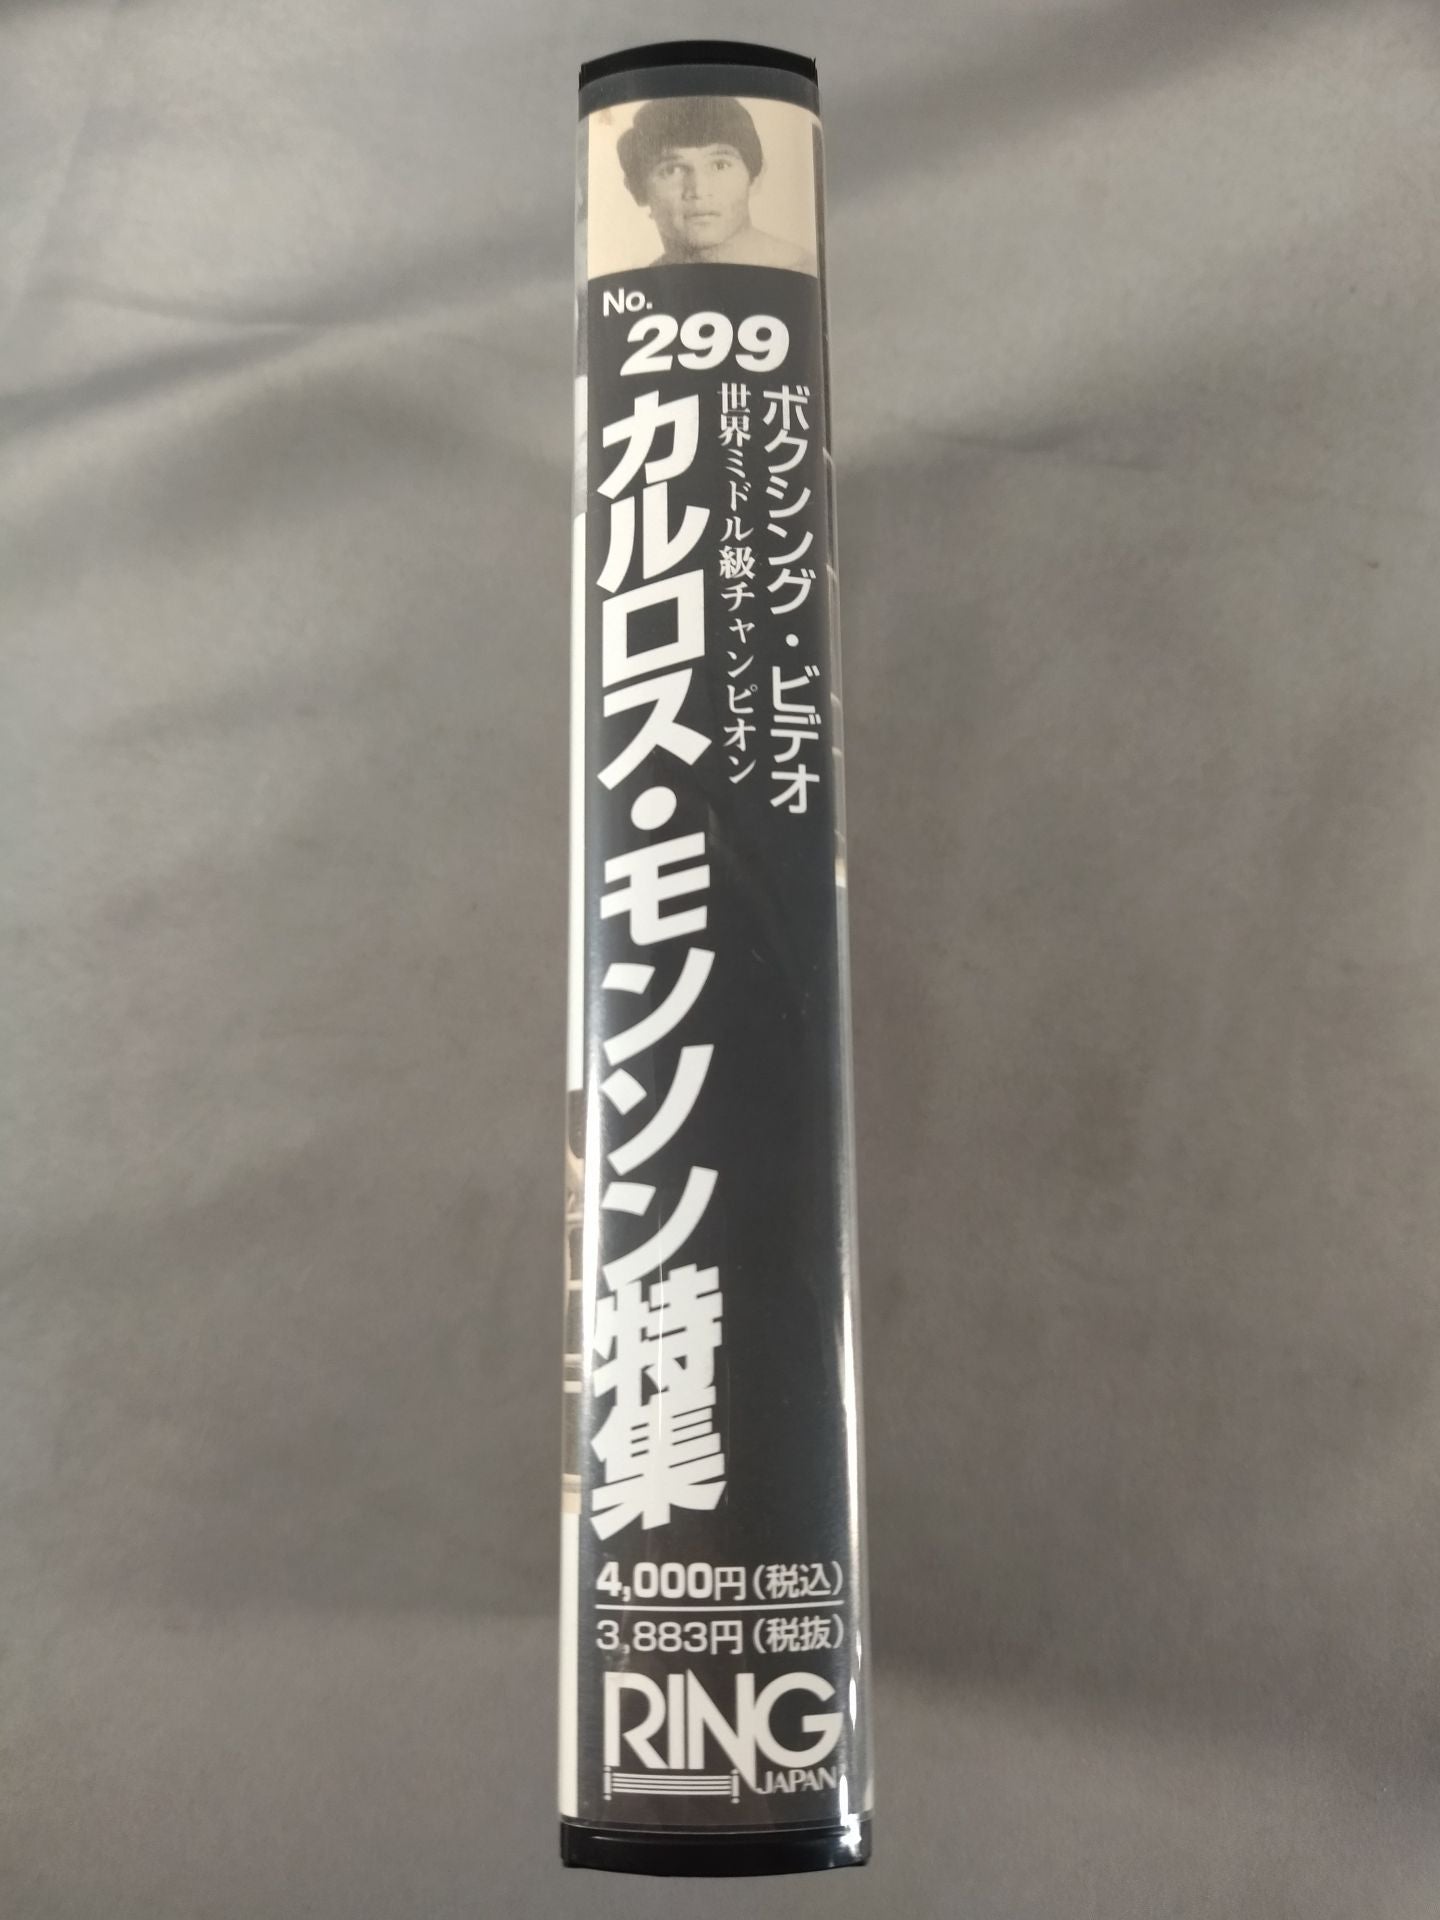 No.
299
ボクシング・ビデオ
世界ミドル級チャンピオン
カルロス・モンソン特集
4,000円(税込)
3,883円(税抜)
RING
JAPAN